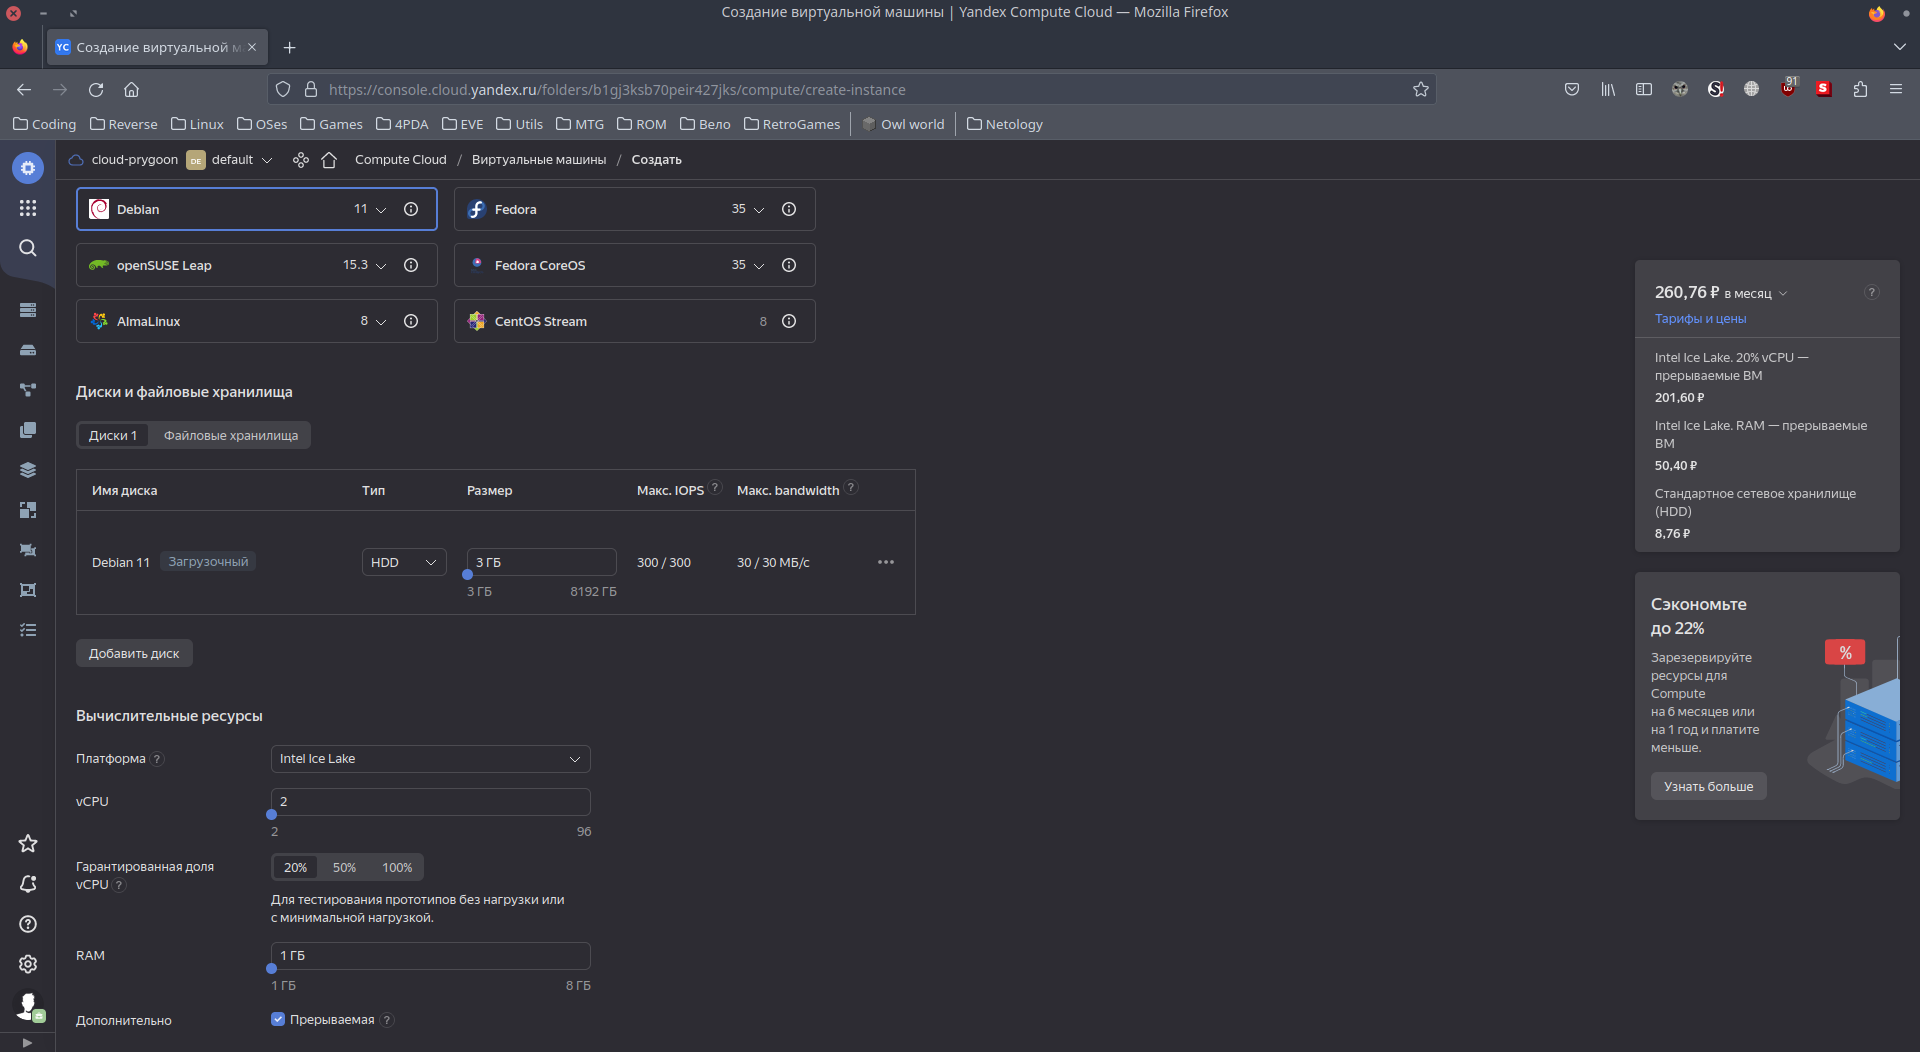 Создание виртуальной машины | Yandex Compute Cloud — Mozilla Firefox
YC Создание виртуальной м
https://console.cloud.yandex.ru/folders/b1gj3ksb70peir427jks/compute/create-instance
91
Coding Reverse Linux OSes Games 4PDA EVE Utils MTG ROM Вело RetroGames Owl world Netology
cloud-prygoon DE default Compute Cloud / Виртуальные машины / Создать
Debian 11
Fedora 35
openSUSE Leap 15.3
Fedora CoreOS 35
AlmaLinux 8
CentOS Stream 8
Диски и файловые хранилища
Диски 1 Файловые хранилища
Имя диска Тип Размер Макс. IOPS ? Макс. bandwidth ?
Debian 11 Загрузочный HDD 3 ГБ 300 / 300 30 / 30 МБ/с
3 ГБ 8192 ГБ
Добавить диск
Вычислительные ресурсы
Платформа ? Intel Ice Lake
vCPU 2
2 96
Гарантированная доля
vCPU ?
20% 50% 100%
Для тестирования прототипов без нагрузки или
с минимальной нагрузкой.
RAM 1 ГБ
1 ГБ 8 ГБ
Дополнительно Прерываемая ?
260,76 ₽ в месяц ?
Тарифы и цены
Intel Ice Lake. 20% vCPU —
прерываемые ВМ
201,60 ₽
Intel Ice Lake. RAM — прерываемые
ВМ
50,40 ₽
Стандартное сетевое хранилище
(HDD)
8,76 ₽
Сэкономьте
до 22%
%
Зарезервируйте
ресурсы для
Compute
на 6 месяцев или
на 1 год и платите
меньше.
Узнать больше